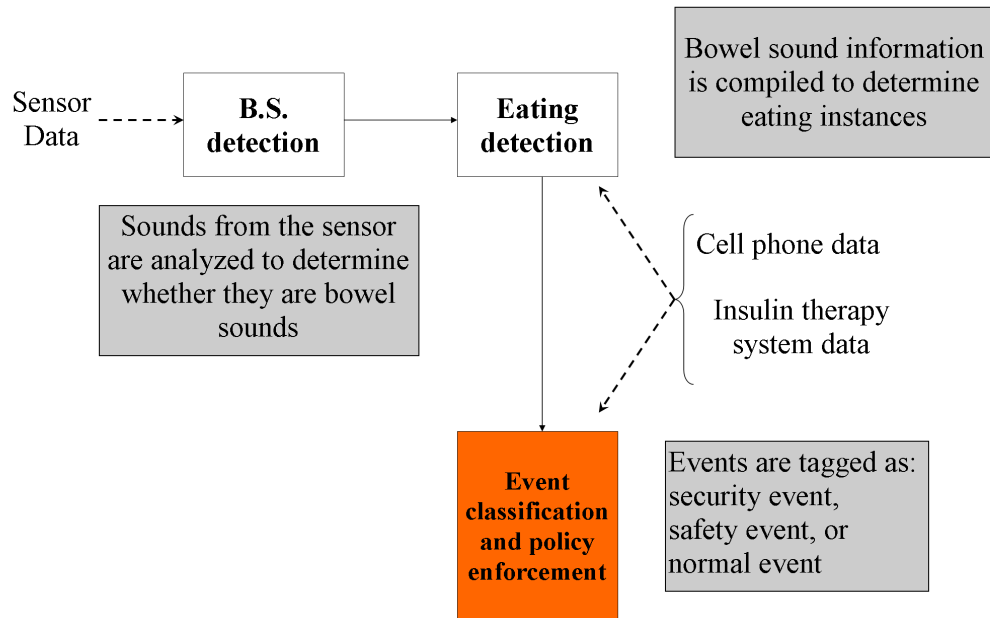 Sensor
Data
B.S.
detection
Eating
detection
Bowel sound information
is compiled to determine
eating instances
Sounds from the sensor
are analyzed to determine
whether they are bowel
sounds
Cell phone data
Insulin therapy
system data
Event
classification
and policy
enforcement
Events are tagged as:
security event,
safety event, or
normal event